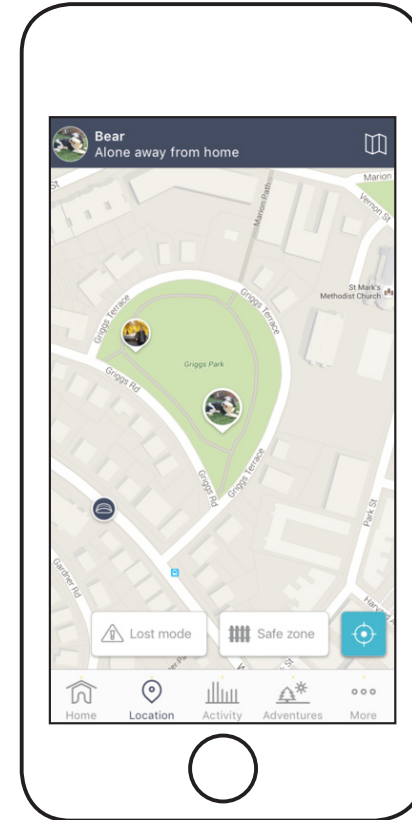 Bear
Alone away from home
St
Marion
Marion Path
Vernon St
St Mark's
Methodist Church
Griggs Terrace
Griggs Terrace
Griggs Park
Griggs Rd
Griggs Rd
Griggs Terrace
Park St
Gardner Rd
Lost mode
Safe zone
St
Home
Location
Activity
Adventures
More